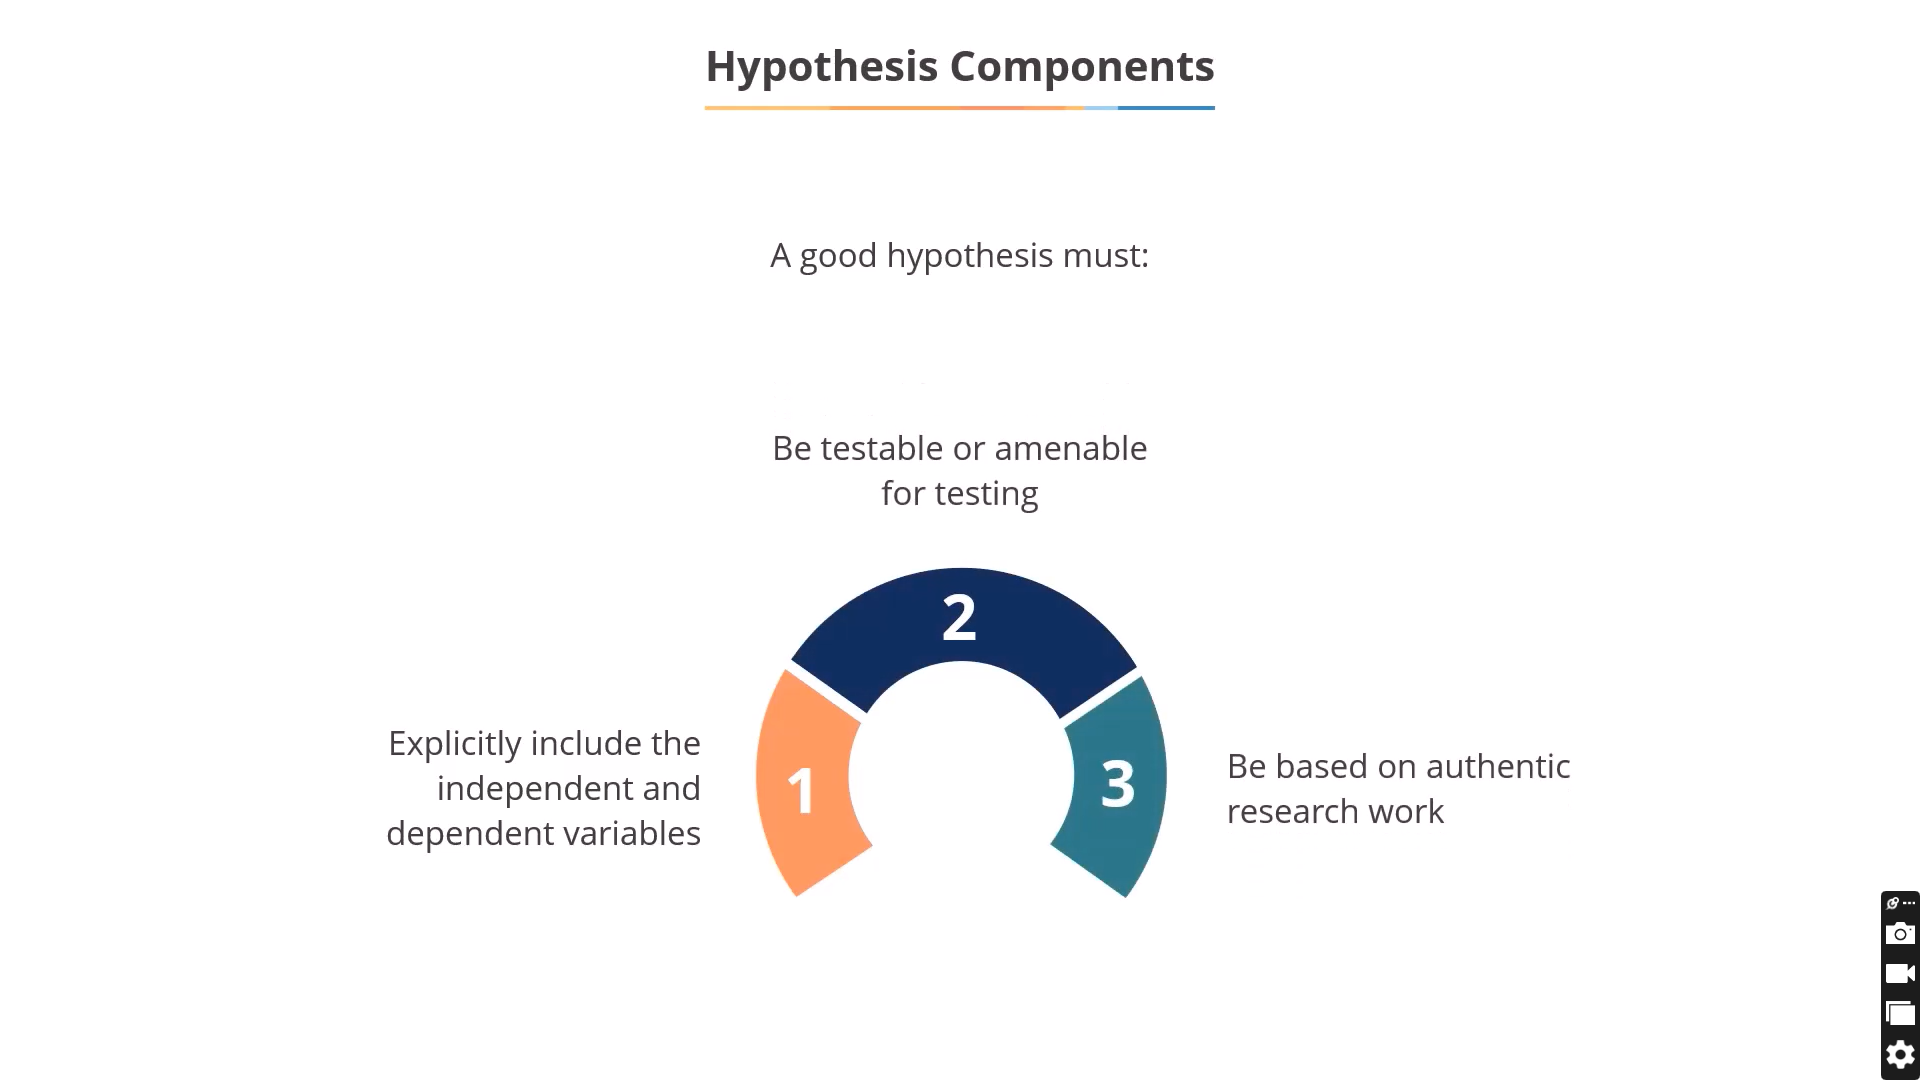 Hypothesis Components
A good hypothesis must:
Be testable or amenable
for testing
2
1
3
Explicitly include the
independent and
dependent variables
Be based on authentic
research work